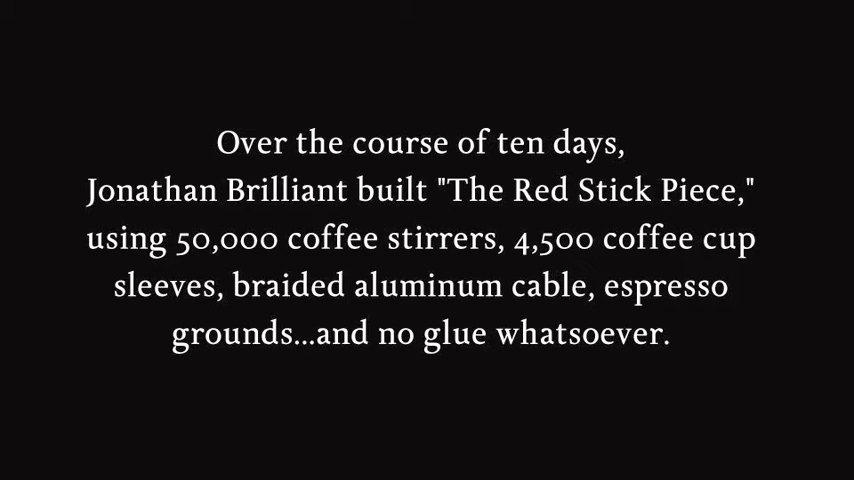 Over the course of ten days,
Jonathan Brilliant built "The Red Stick Piece,"
using 50,000 coffee stirrers, 4,500 coffee cup
sleeves, braided aluminum cable, espresso
grounds...and no glue whatsoever.